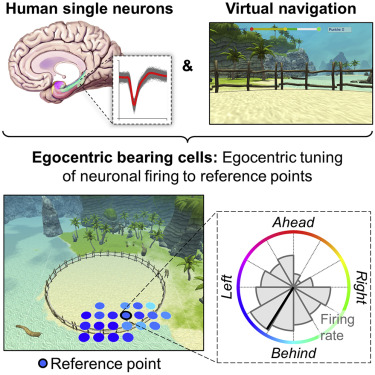 Human single neurons
&
Virtual navigation
Egocentric bearing cells: Egocentric tuning
of neuronal firing to reference points
Ahead
Left
Right
Firing
rate
Behind
Reference point